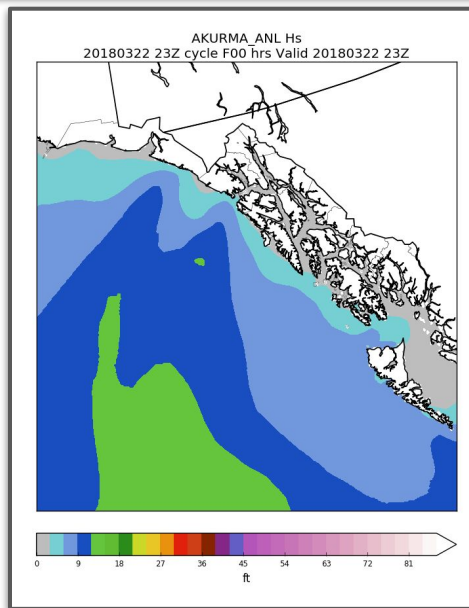 AKURMA_ANL Hs
20180322 23Z cycle F00 hrs Valid 20180322 23Z
0 9 18 27 36 45 54 63 72 81
ft